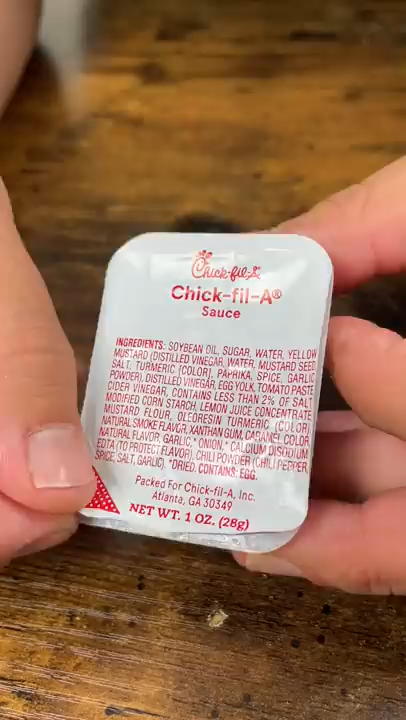 Chick-fil-A
Chick-fil-A®
Sauce
INGREDIENTS: SOYBEAN OIL, SUGAR, WATER, YELLOW
MUSTARD (DISTILLED VINEGAR, WATER, MUSTARD SEED,
SALT, TURMERIC [COLOR], PAPRIKA, SPICE, GARLIC
POWDER), DISTILLED VINEGAR, EGG YOLK, TOMATO PASTE,
CIDER VINEGAR, CONTAINS LESS THAN 2% OF SALT,
MODIFIED CORN STARCH, LEMON JUICE CONCENTRATE,
MUSTARD FLOUR, OLEORESIN TURMERIC (COLOR),
NATURAL SMOKE FLAVOR, XANTHAN GUM, CARAMEL COLOR,
NATURAL FLAVOR, GARLIC,* ONION,* CALCIUM DISODIUM
EDTA (TO PROTECT FLAVOR), CHILI POWDER (CHILI PEPPER,
SPICE, SALT, GARLIC). *DRIED. CONTAINS: EGG.
Packed For Chick-fil-A, Inc.
Atlanta, GA 30349
NET WT. 1 OZ. (28g)